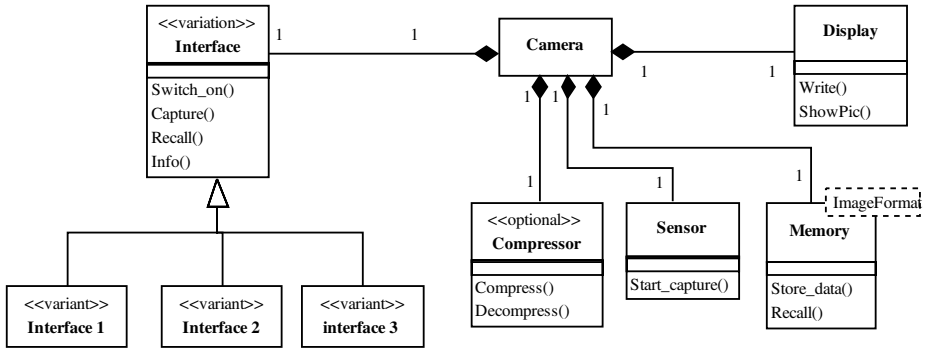 <<variation>>
Interface
Switch_on()
Capture()
Recall()
Info()
1
1
Camera
1
1
Display
Write()
ShowPic()
1
1
1
1
1
1
<<optional>>
Compressor
Compress()
Decompress()
Sensor
Start_capture()
ImageFormat
Memory
Store_data()
Recall()
<<variant>>
Interface 1
<<variant>>
Interface 2
<<variant>>
interface 3